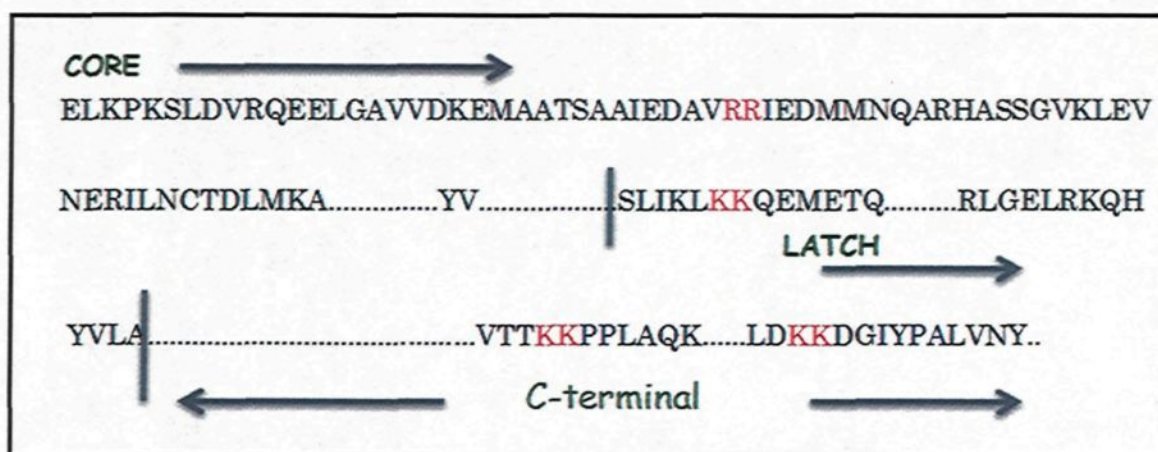 CORE
ELKPKSLDVRQEELGAVVDKEMAATSAAIEDAVRRIEDMMNQARHASSGVKLEV
NERILNCTDLMKA..............YV..................SLIKLKKQEMETQ.........RLGELRKQH
LATCH
YVLA..........................................VTTKKPPLAQK......LDKKDGIYPALVNY..
C-terminal